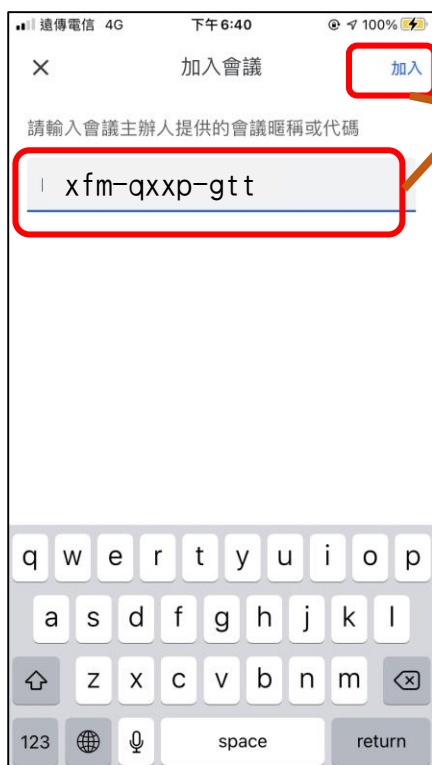 遠傳電信 4G 下午6:40 100%
加入會議 加入
請輸入會議主辦人提供的會議暱稱或代碼
xfm-qxxp-gtt
q w e r t y u i o p
a s d f g h j k l
z x c v b n m
123 space return